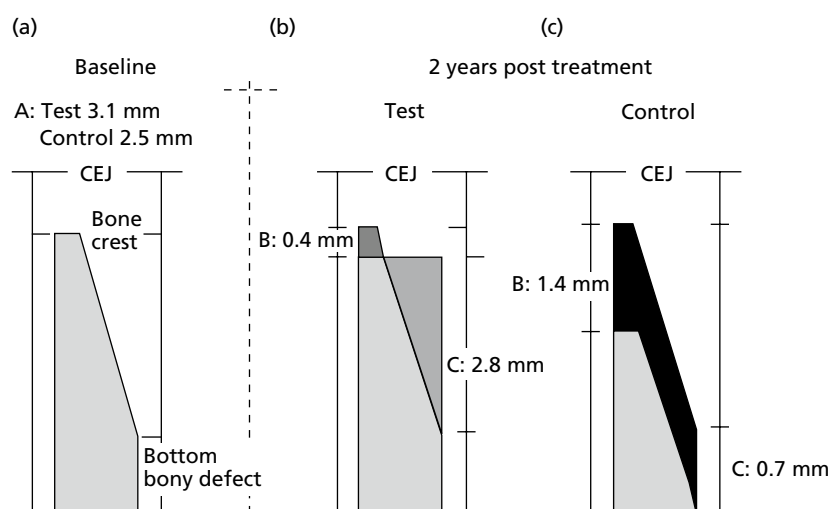 (a)
Baseline
A: Test 3.1 mm
Control 2.5 mm
CEJ
Bone
crest
Bottom
bony defect
(b)
(c)
2 years post treatment
Test
CEJ
B: 0.4 mm
C: 2.8 mm
Control
CEJ
B: 1.4 mm
C: 0.7 mm